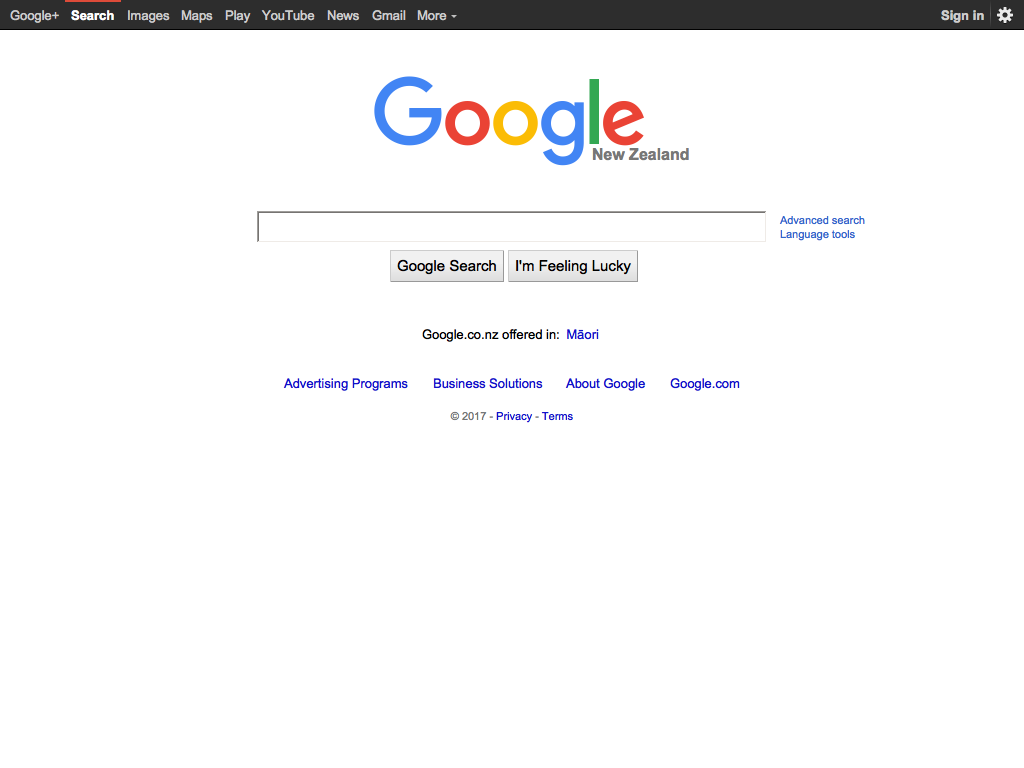 Google+ Search Images Maps Play YouTube News Gmail More Sign in
Google
New Zealand
Advanced search
Language tools
Google Search I'm Feeling Lucky
Google.co.nz offered in: Māori
Advertising Programs Business Solutions About Google Google.com
© 2017 - Privacy - Terms